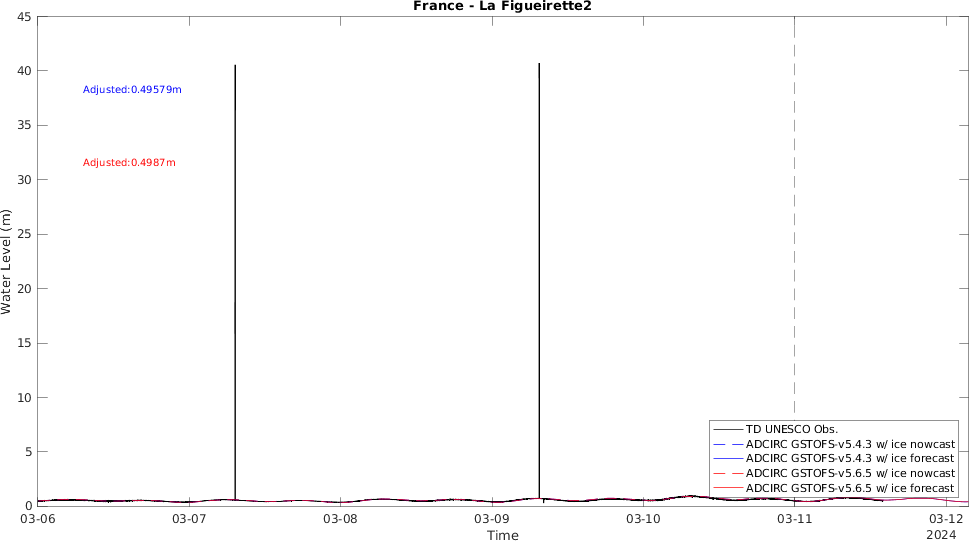 France - La Figueirette2
45
40
35
30
25
20
15
10
5
0
Water Level (m)
Adjusted:0.49579m
Adjusted:0.4987m
TD UNESCO Obs.
ADCIRC GSTOFS-v5.4.3 w/ ice nowcast
ADCIRC GSTOFS-v5.4.3 w/ ice forecast
ADCIRC GSTOFS-v5.6.5 w/ ice nowcast
ADCIRC GSTOFS-v5.6.5 w/ ice forecast
03-06 03-07 03-08 03-09 03-10 03-11 03-12
Time
2024